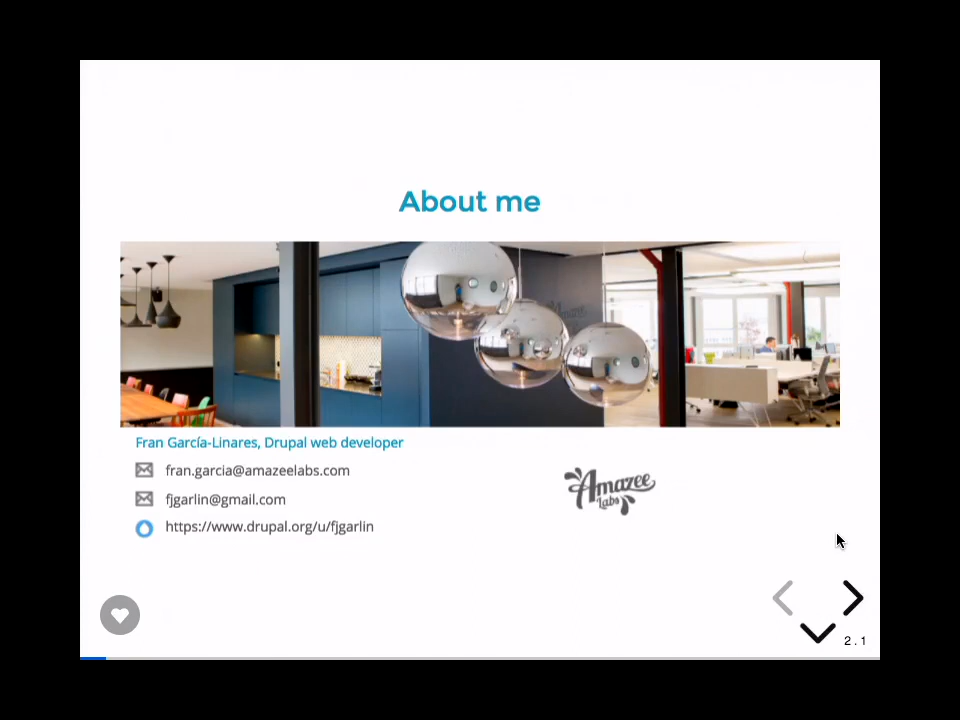 About me
Fran García-Linares, Drupal web developer
fran.garcia@amazeelabs.com
fjgarlin@gmail.com
https://www.drupal.org/u/fjgarlin
Amazee
Labs
2.1